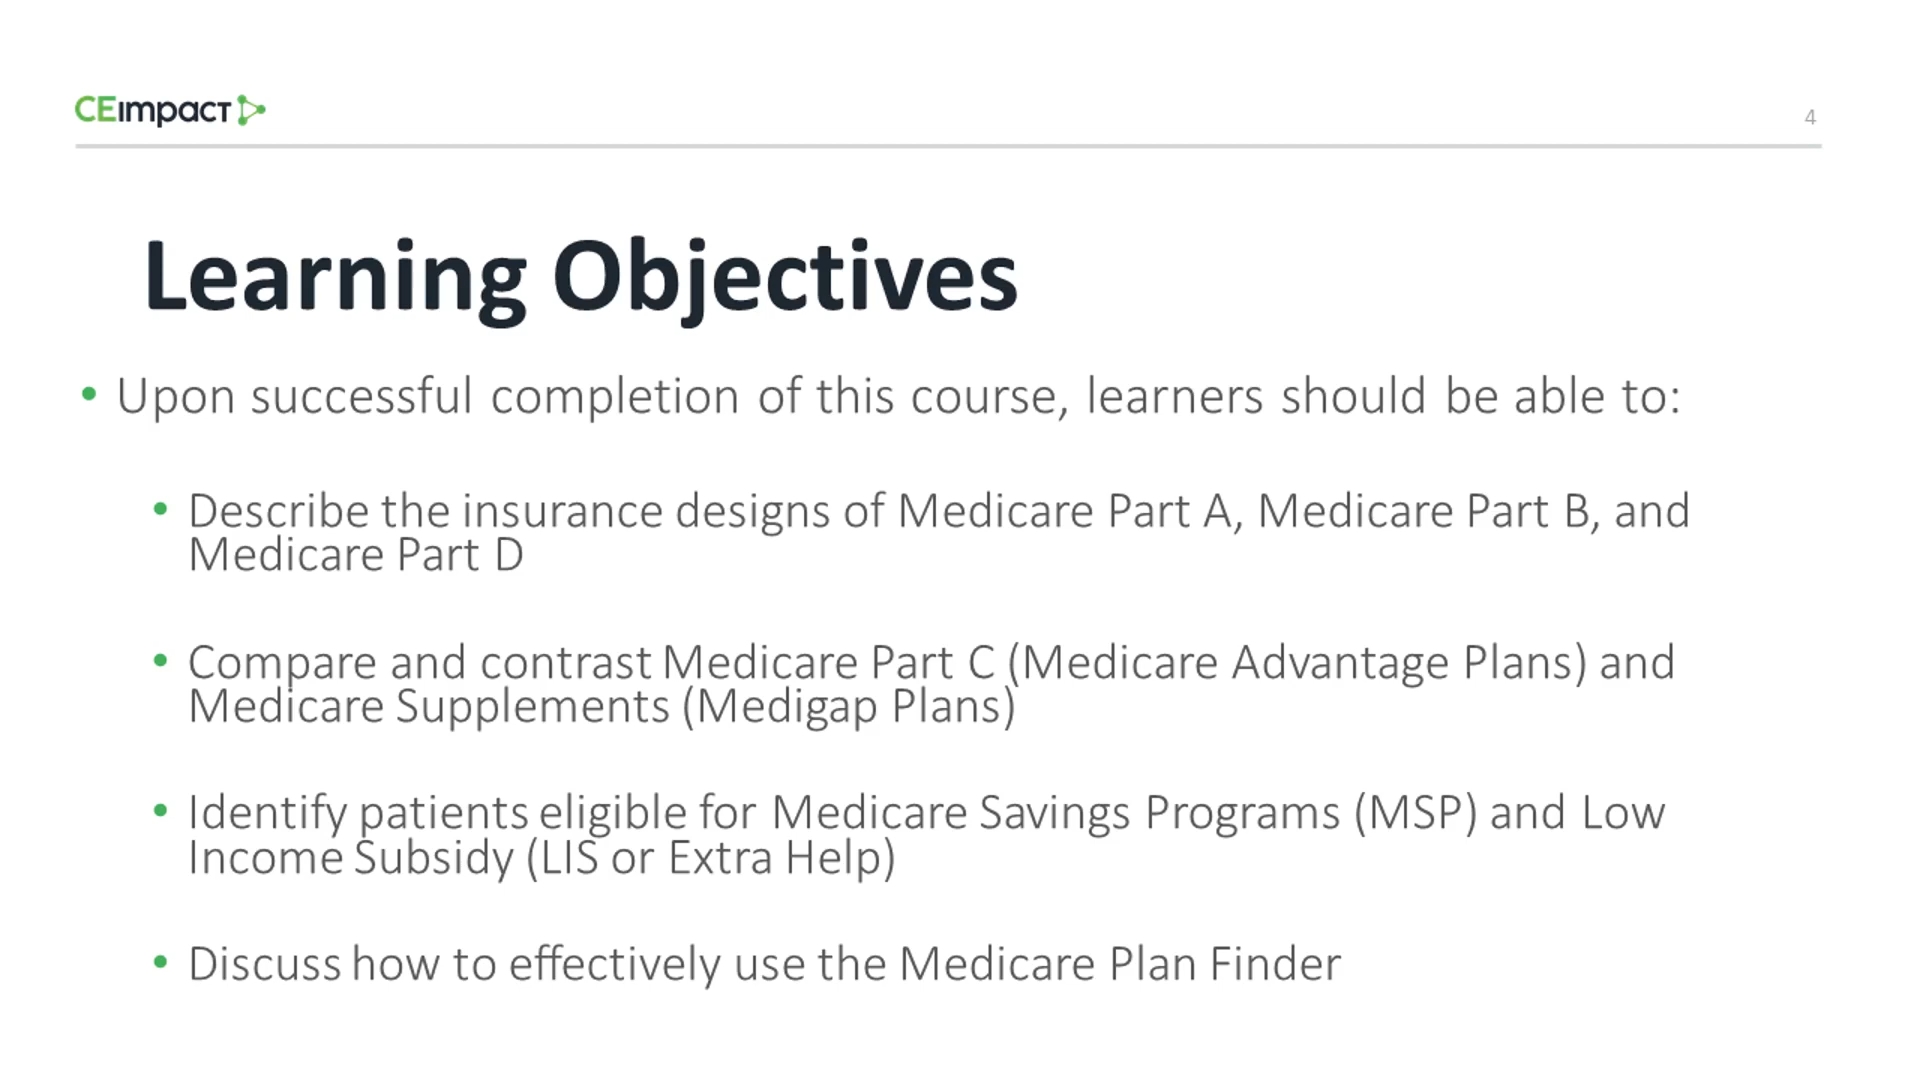 CEimpact
4
Learning Objectives
• Upon successful completion of this course, learners should be able to:
• Describe the insurance designs of Medicare Part A, Medicare Part B, and
Medicare Part D
• Compare and contrast Medicare Part C (Medicare Advantage Plans) and
Medicare Supplements (Medigap Plans)
• Identify patients eligible for Medicare Savings Programs (MSP) and Low
Income Subsidy (LIS or Extra Help)
• Discuss how to effectively use the Medicare Plan Finder